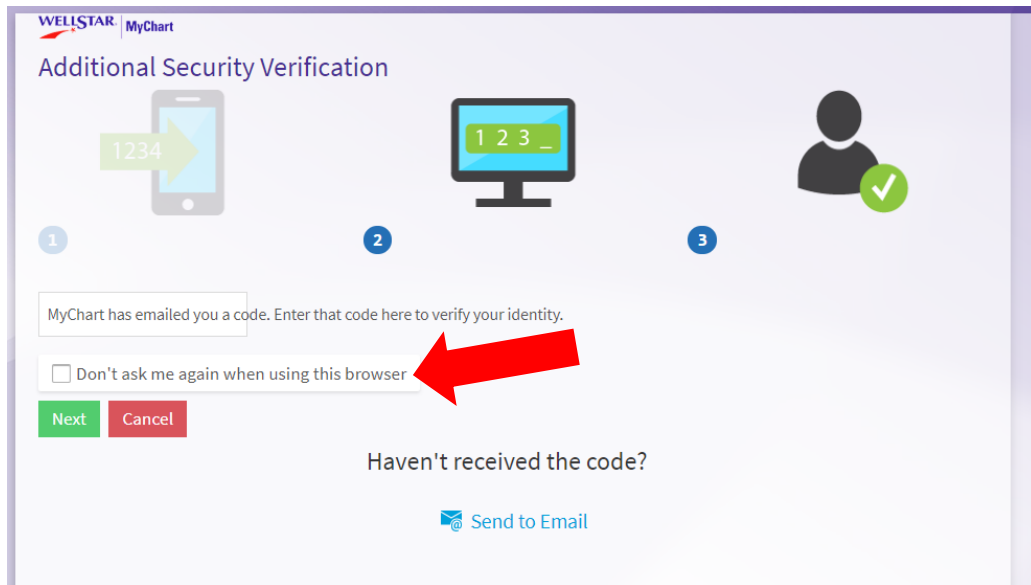 WELLSTAR MyChart
Additional Security Verification
1234
1 2 3 _
1
2
3
MyChart has emailed you a code. Enter that code here to verify your identity.
Don't ask me again when using this browser
Next Cancel
Haven't received the code?
Send to Email